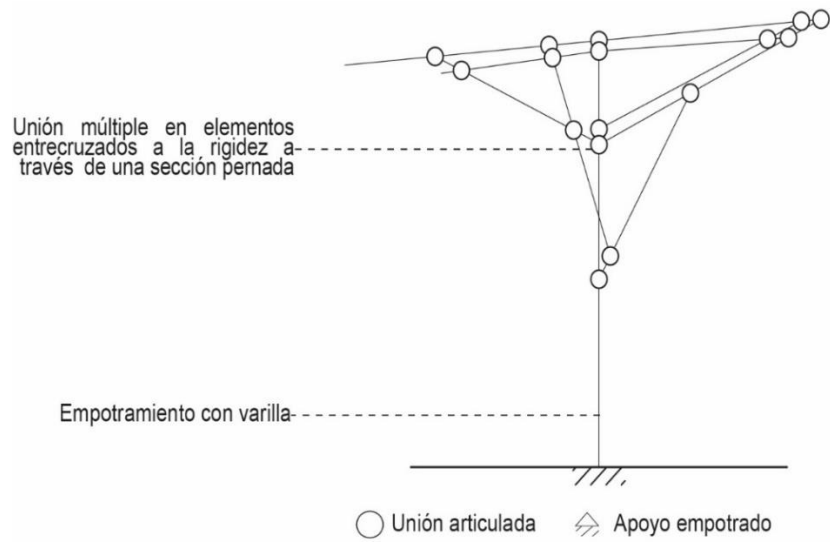 Unión múltiple en elementos
entrecruzados a la rigidez a
través de una sección pernada
Empotramiento con varilla
Unión articulada
Apoyo empotrado